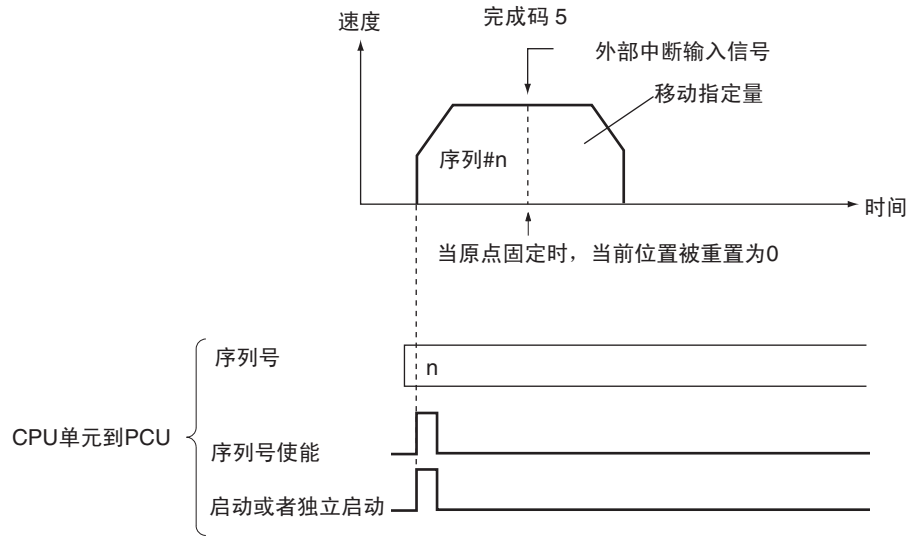 完成码 5
速度
外部中断输入信号
移动指定量
序列#n
时间
当原点固定时，当前位置被重置为0
序列号
n
CPU单元到PCU
序列号使能
启动或者独立启动